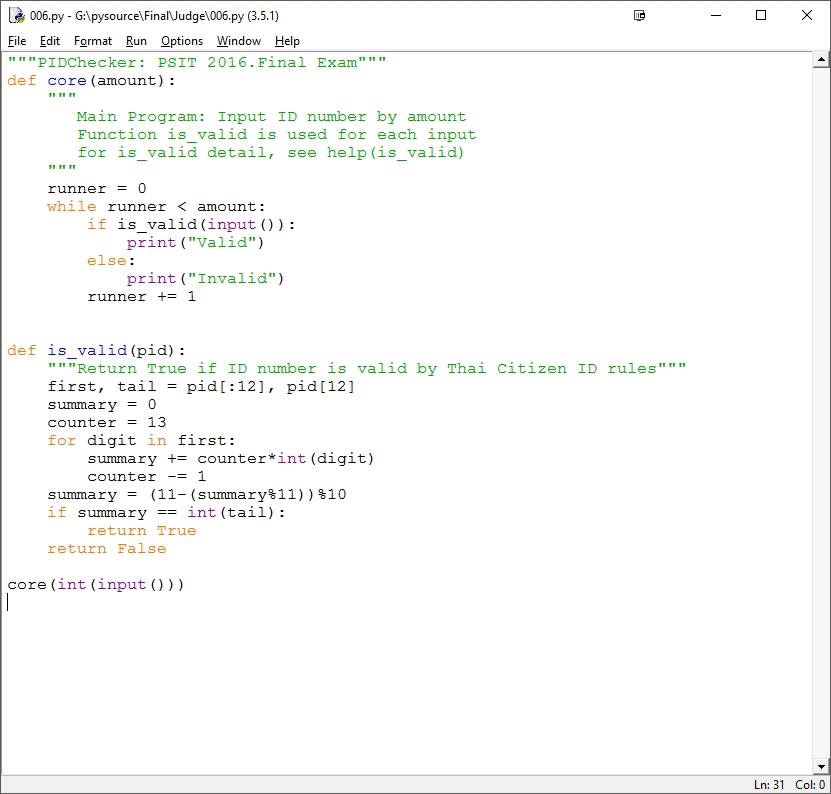 006.py - G:\pysource\Final\Judge\006.py (3.5.1)
File Edit Format Run Options Window Help
"""PIDChecker: PSIT 2016.Final Exam"""
def core(amount):
    """
       Main Program: Input ID number by amount
       Function is_valid is used for each input
       for is_valid detail, see help(is_valid)
    """
    runner = 0
    while runner < amount:
        if is_valid(input()):
            print("Valid")
        else:
            print("Invalid")
        runner += 1
def is_valid(pid):
    """Return True if ID number is valid by Thai Citizen ID rules"""
    first, tail = pid[:12], pid[12]
    summary = 0
    counter = 13
    for digit in first:
        summary += counter*int(digit)
        counter -= 1
    summary = (11-(summary%11))%10
    if summary == int(tail):
        return True
    return False
core(int(input()))
Ln: 31 Col: 0